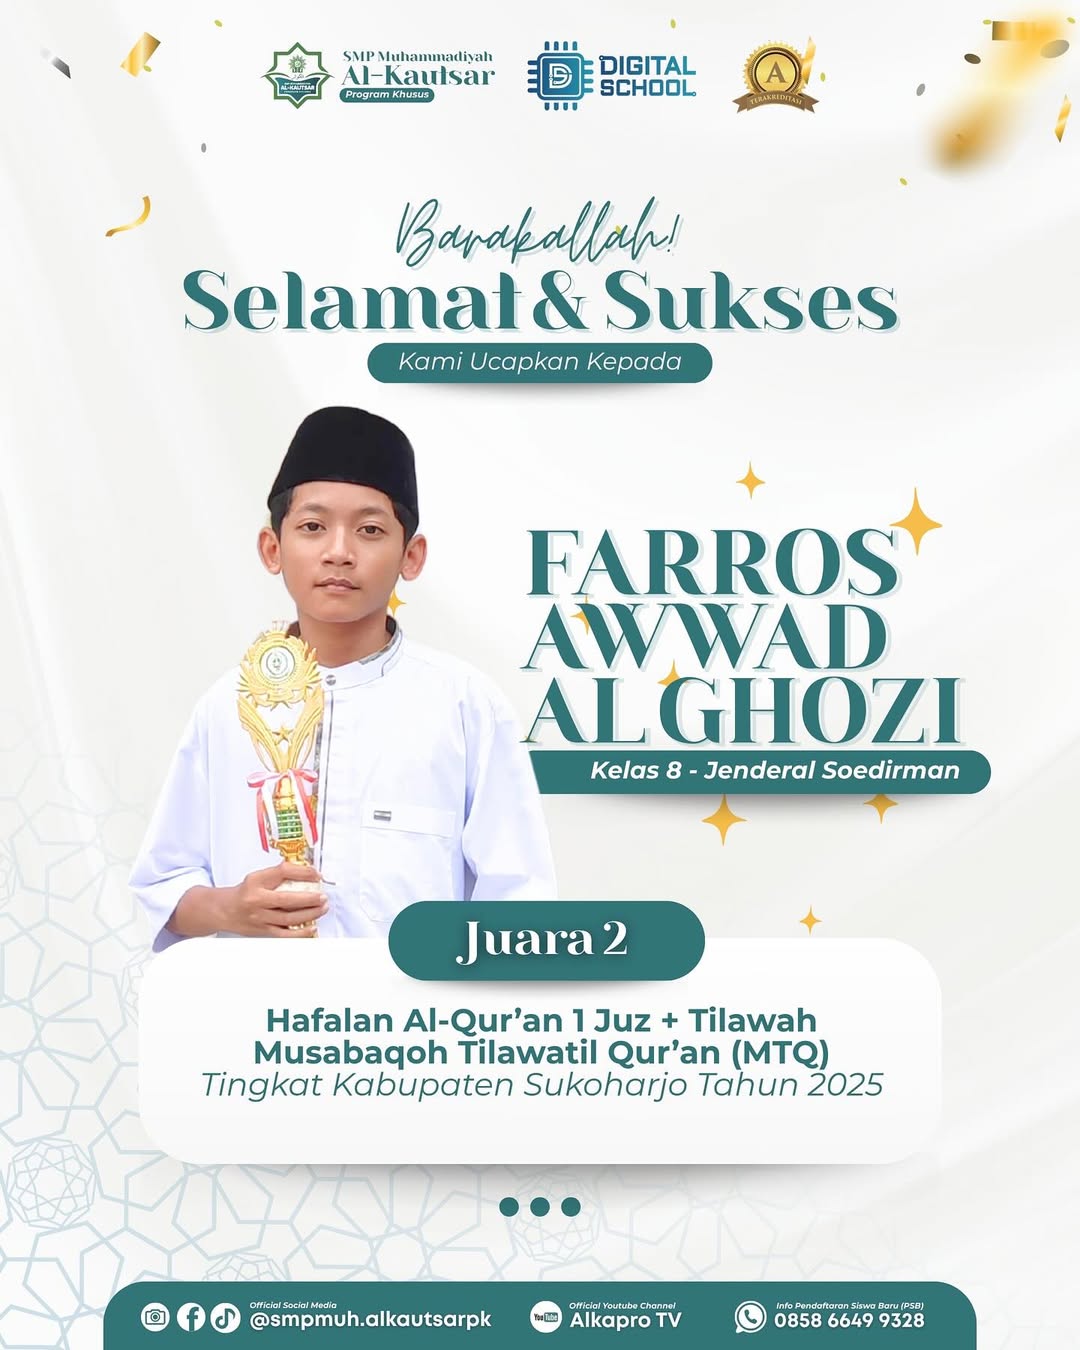 SMP Muhammadiyah
Al-Kautsar
Program Khusus
AL-KAUTSAR
D
DIGITAL
SCHOOL
A
TERAKREDITASI
Barakallah!
Selamat & Sukses
Kami Ucapkan Kepada
FARROS
AWWAD
AL GHOZI
Kelas 8 - Jenderal Soedirman
Juara 2
Hafalan Al-Qur'an 1 Juz + Tilawah
Musabaqoh Tilawatil Qur'an (MTQ)
Tingkat Kabupaten Sukoharjo Tahun 2025
Official Social Media
@smpmuh.alkautsarpk
YouTube
Official Youtube Channel
Alkapro TV
Info Pendaftaran Siswa Baru (PSB)
0858 6649 9328